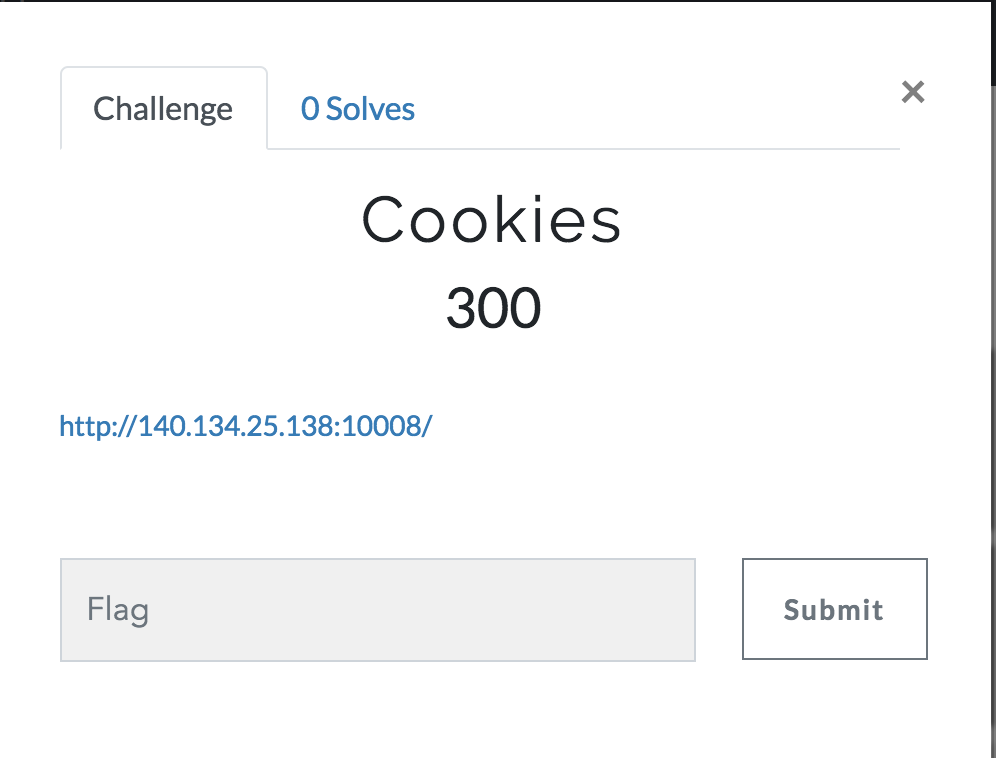 Challenge
0 Solves
×
Cookies
300
http://140.134.25.138:10008/
Flag
Submit